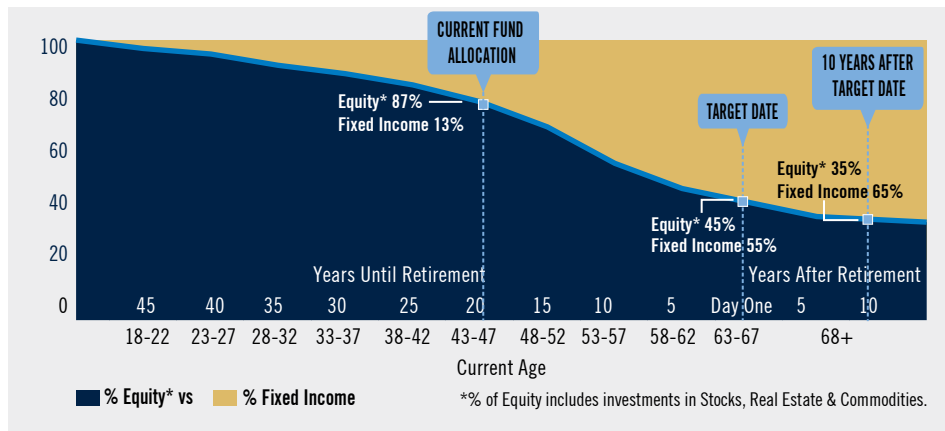 CURRENT FUND
ALLOCATION
10 YEARS AFTER
TARGET DATE
TARGET DATE
100
80
60
40
20
0
Equity* 87%
Fixed Income 13%
Equity* 35%
Fixed Income 65%
Equity* 45%
Fixed Income 55%
Years Until Retirement
Years After Retirement
45 40 35 30 25 20 15 10 5 Day One 5 10
18-22 23-27 28-32 33-37 38-42 43-47 48-52 53-57 58-62 63-67 68+
Current Age
% Equity* vs % Fixed Income
*% of Equity includes investments in Stocks, Real Estate & Commodities.